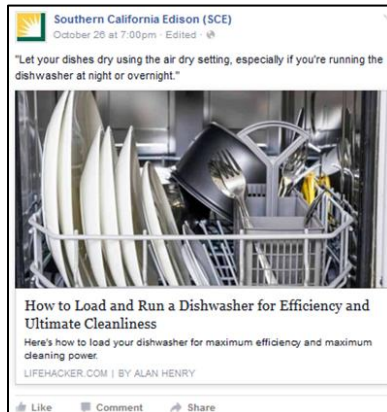 Southern California Edison (SCE)
October 26 at 7:00pm · Edited ·
"Let your dishes dry using the air dry setting, especially if you're running the
dishwasher at night or overnight."
How to Load and Run a Dishwasher for Efficiency and
Ultimate Cleanliness
Here's how to load your dishwasher for maximum efficiency and maximum
cleaning power.
LIFEHACKER.COM | BY ALAN HENRY
Like Comment Share